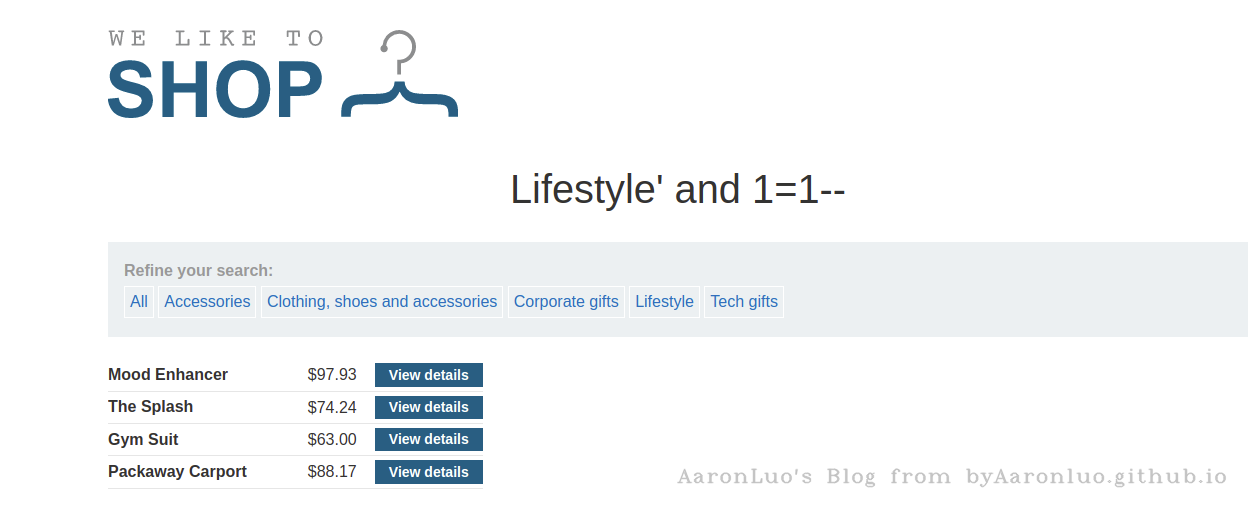 WE LIKE TO
SHOP
Lifestyle' and 1=1--
Refine your search:
All Accessories Clothing, shoes and accessories Corporate gifts Lifestyle Tech gifts
Mood Enhancer $97.93 View details
The Splash $74.24 View details
Gym Suit $63.00 View details
Packaway Carport $88.17 View details
AaronLuo's Blog from byAaronluo.github.io